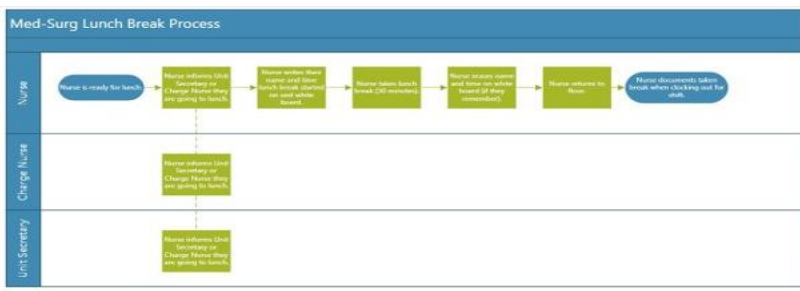 Med-Surg Lunch Break Process
Nurse
Nurse is ready for lunch.
Nurse informs Unit
Secretary or
Charge Nurse they
are going to lunch.
Nurse writes their
name and time
lunch break started
on unit white
board.
Nurse taken lunch
break (30 minutes).
Nurse erases name
and time on white
board (if they
remember).
Nurse returns to
floor.
Nurse documents taken
break when clocking out for
shift.
Charge Nurse
Nurse informs Unit
Secretary or
Charge Nurse they
are going to lunch.
Unit Secretary
Nurse informs Unit
Secretary or
Charge Nurse they
are going to lunch.